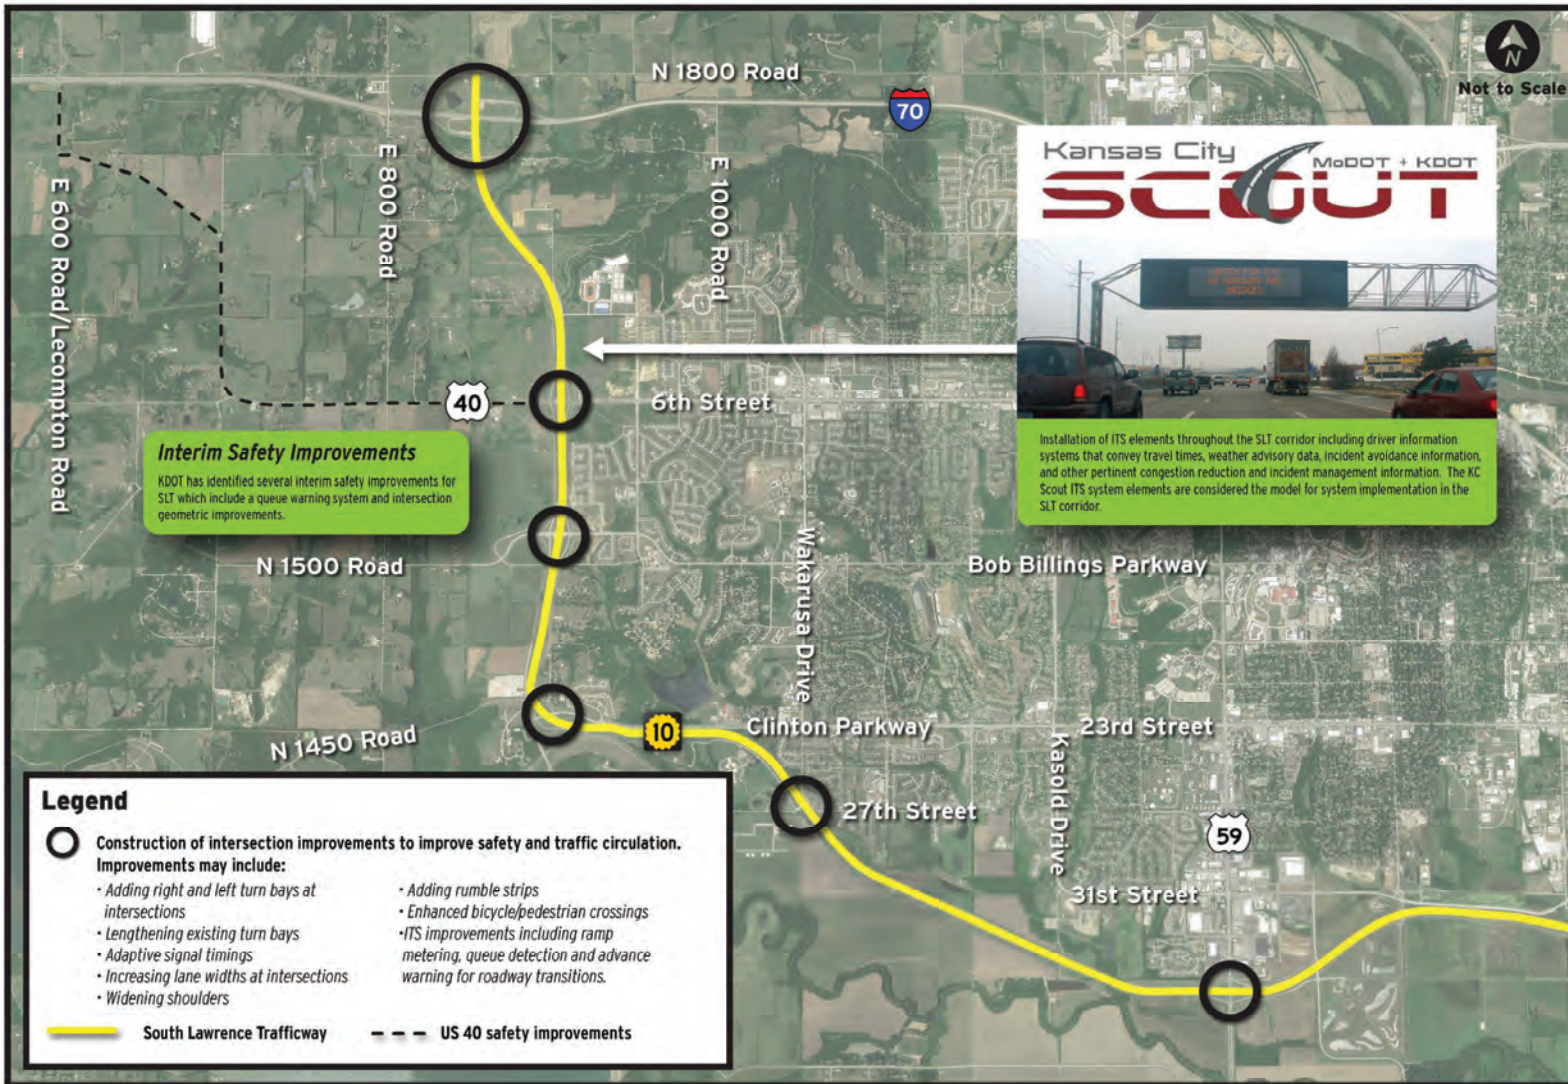 N 1800 Road
N
Not to Scale
70
Kansas City
MoDOT + KDOT
SCOUT
E 600 Road/Lecompton Road
E 800 Road
E 1000 Road
40
6th Street
Interim Safety Improvements
KDOT has identified several interim safety improvements for
SLT which include a queue warning system and intersection
geometric improvements.
Installation of ITS elements throughout the SLT corridor including driver information
systems that convey travel times, weather advisory data, incident avoidance information,
and other pertinent congestion reduction and incident management information. The KC
Scout ITS system elements are considered the model for system implementation in the
SLT corridor.
N 1500 Road
Wakarusa Drive
Bob Billings Parkway
N 1450 Road
10
Clinton Parkway
23rd Street
Kasold Drive
27th Street
59
31st Street
Legend
Construction of intersection improvements to improve safety and traffic circulation.
Improvements may include:
· Adding right and left turn bays at
intersections
· Lengthening existing turn bays
· Adaptive signal timings
· Increasing lane widths at intersections
· Widening shoulders
· Adding rumble strips
· Enhanced bicycle/pedestrian crossings
·ITS improvements including ramp
metering, queue detection and advance
warning for roadway transitions.
South Lawrence Trafficway
US 40 safety improvements